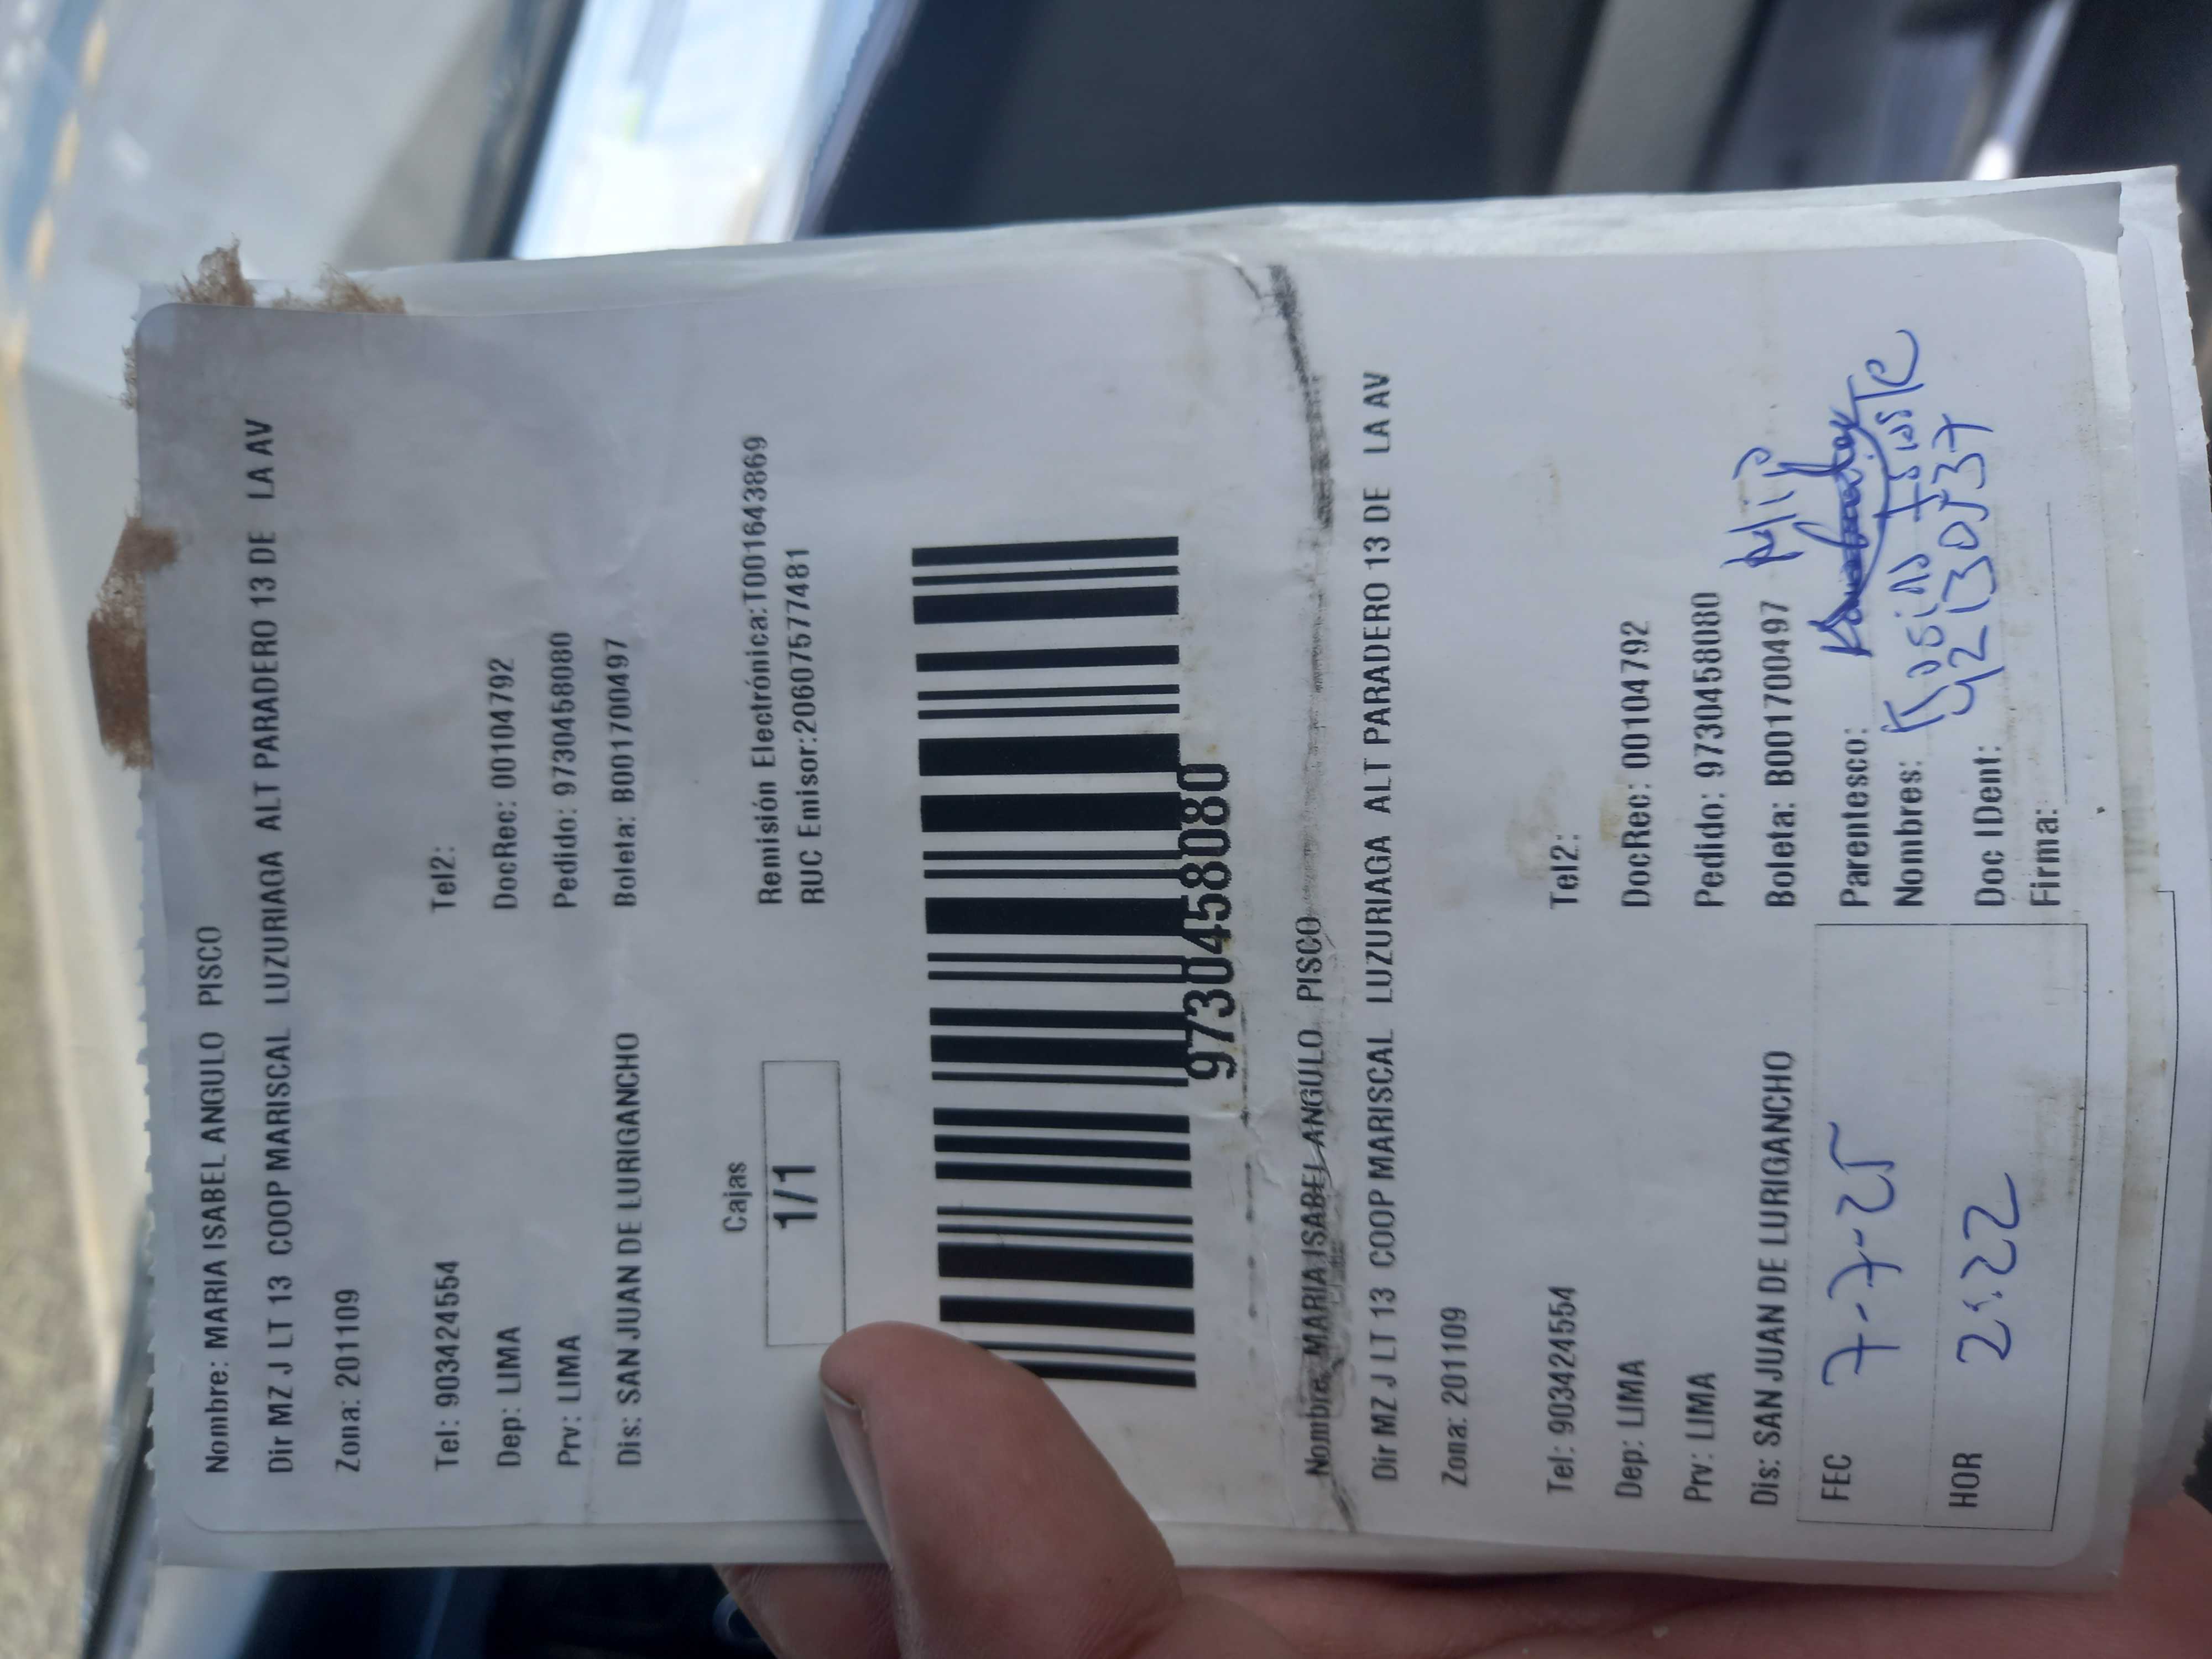 Nombre: MARIA ISABEL ANGULO PISCO
Dir MZ J LT 13 COOP MARISCAL LUZURIAGA ALT PARADERO 13 DE LA AV
Zona: 201109
Tel: 903424554 Tel2:
Dep: LIMA DocRec: 00104792
Prv: LIMA Pedido: 9730458080
Dis: SAN JUAN DE LURIGANCHO Boleta: B001700497
Cajas
1/1
Remisión Electrónica:T001643869
RUC Emisor:20607577481
9730458080
Nombre: MARIA ISABEL ANGULO PISCO
Dir MZ J LT 13 COOP MARISCAL LUZURIAGA ALT PARADERO 13 DE LA AV
Zona: 201109
Tel: 903424554 Tel2:
Dep: LIMA DocRec: 00104792
Prv: LIMA Pedido: 9730458080
Dis: SAN JUAN DE LURIGANCHO Boleta: B001700497
FEC 7-7-25
HOR 2:22
Parentesco:
Nombres:
Doc IDent: 42130537
Firma: